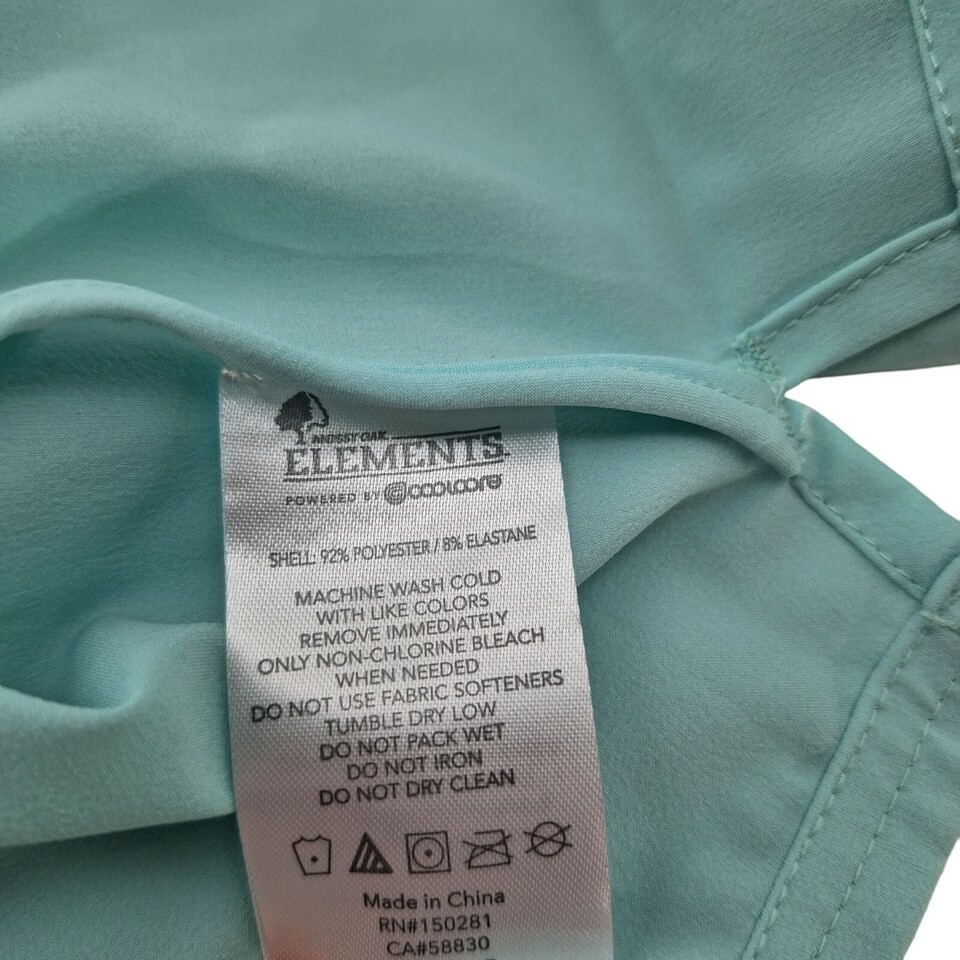 MOSSY OAK
ELEMENTS™
POWERED BY coolcore®
SHELL: 92% POLYESTER / 8% ELASTANE
MACHINE WASH COLD
WITH LIKE COLORS
REMOVE IMMEDIATELY
ONLY NON-CHLORINE BLEACH
WHEN NEEDED
DO NOT USE FABRIC SOFTENERS
TUMBLE DRY LOW
DO NOT PACK WET
DO NOT IRON
DO NOT DRY CLEAN
Made in China
RN#150281
CA#58830